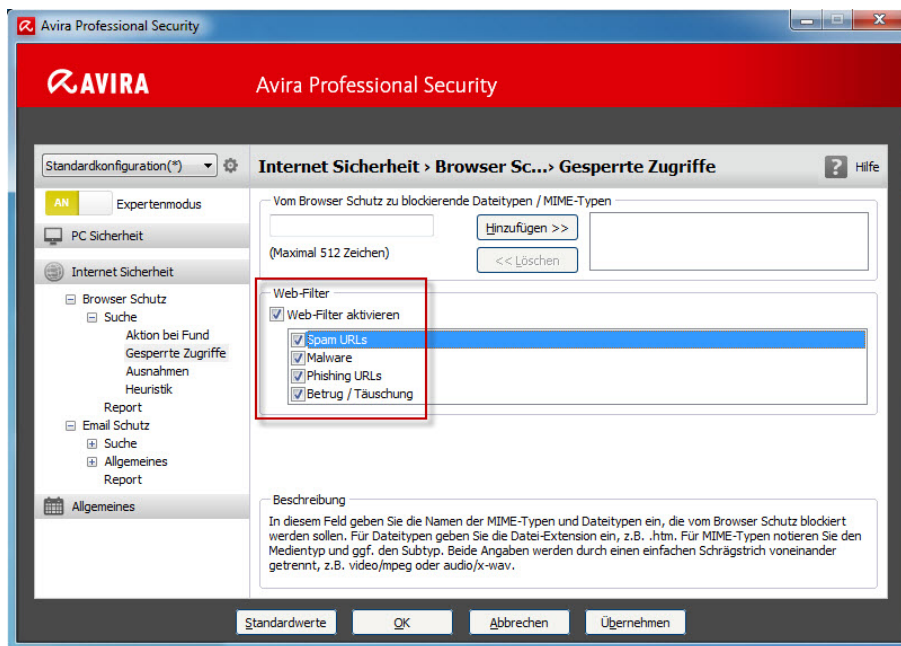 Avira Professional Security
AVIRA
Avira Professional Security
Standardkonfiguration(*)
Internet Sicherheit › Browser Sc...› Gesperrte Zugriffe
? Hilfe
AN Expertenmodus
PC Sicherheit
Internet Sicherheit
Browser Schutz
Suche
Aktion bei Fund
Gesperrte Zugriffe
Ausnahmen
Heuristik
Report
Email Schutz
Suche
Allgemeines
Report
Allgemeines
Vom Browser Schutz zu blockierende Dateitypen / MIME-Typen
Hinzufügen >>
(Maximal 512 Zeichen)
<< Löschen
Web-Filter
Web-Filter aktivieren
Spam URLs
Malware
Phishing URLs
Betrug / Täuschung
Beschreibung
In diesem Feld geben Sie die Namen der MIME-Typen und Dateitypen ein, die vom Browser Schutz blockiert
werden sollen. Für Dateitypen geben Sie die Datei-Extension ein, z.B. .htm. Für MIME-Typen notieren Sie den
Medientyp und ggf. den Subtyp. Beide Angaben werden durch einen einfachen Schrägstrich voneinander
getrennt, z.B. video/mpeg oder audio/x-wav.
Standardwerte
OK
Abbrechen
Übernehmen